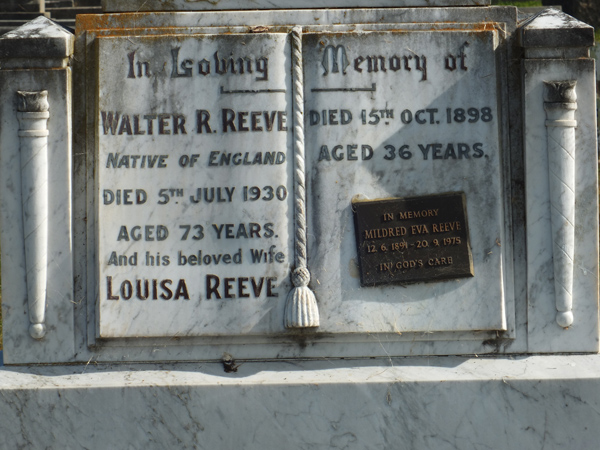 In Loving Memory of
WALTER R. REEVE
NATIVE OF ENGLAND
DIED 5TH JULY 1930
AGED 73 YEARS.
And his beloved Wife
LOUISA REEVE
DIED 15TH OCT. 1898
AGED 36 YEARS.
IN MEMORY
MILDRED EVA REEVE
12. 6. 1891 - 20. 9. 1975
IN GOD'S CARE